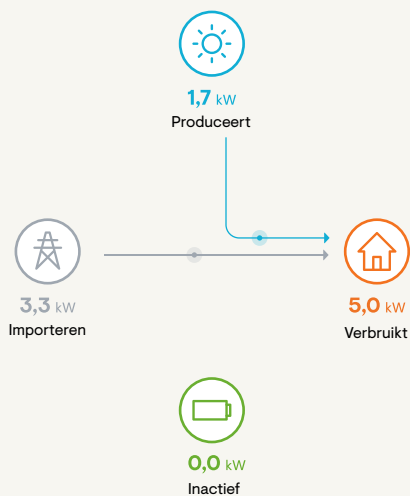 1,7 kW
Produceert
3,3 kW
Importeren
5,0 kW
Verbruikt
0,0 kW
Inactief